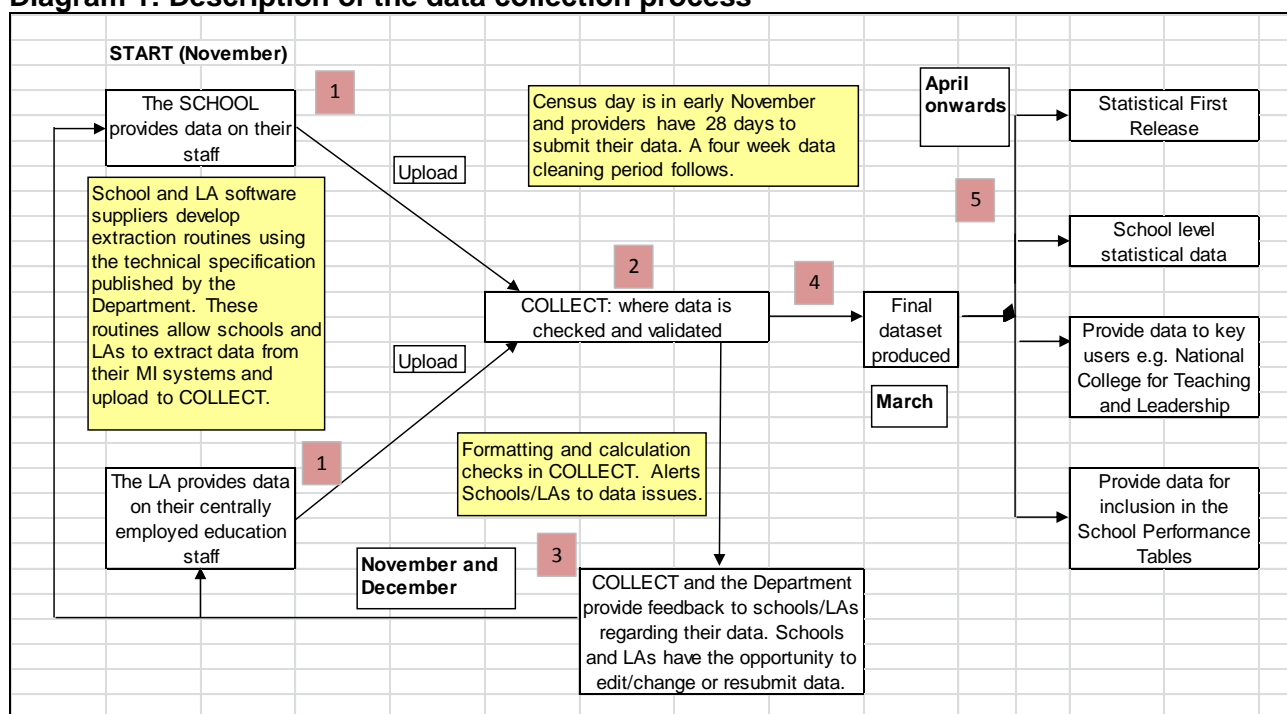 Diagram 1: Description of the data collection process
START (November)
1
The SCHOOL
provides data on their
staff
Upload
Census day is in early November
and providers have 28 days to
submit their data. A four week data
cleaning period follows.
April
onwards
Statistical First
Release
School and LA software
suppliers develop
extraction routines using
the technical specification
published by the
Department. These
routines allow schools and
LAs to extract data from
their MI systems and
upload to COLLECT.
5
School level
statistical data
2
COLLECT: where data is
checked and validated
4
Final
dataset
produced
March
Provide data to key
users e.g. National
College for Teaching
and Leadership
Upload
1
The LA provides data
on their centrally
employed education
staff
Formatting and calculation
checks in COLLECT. Alerts
Schools/LAs to data issues.
Provide data for
inclusion in the
School Performance
Tables
November and
December
3
COLLECT and the Department
provide feedback to schools/LAs
regarding their data. Schools
and LAs have the opportunity to
edit/change or resubmit data.